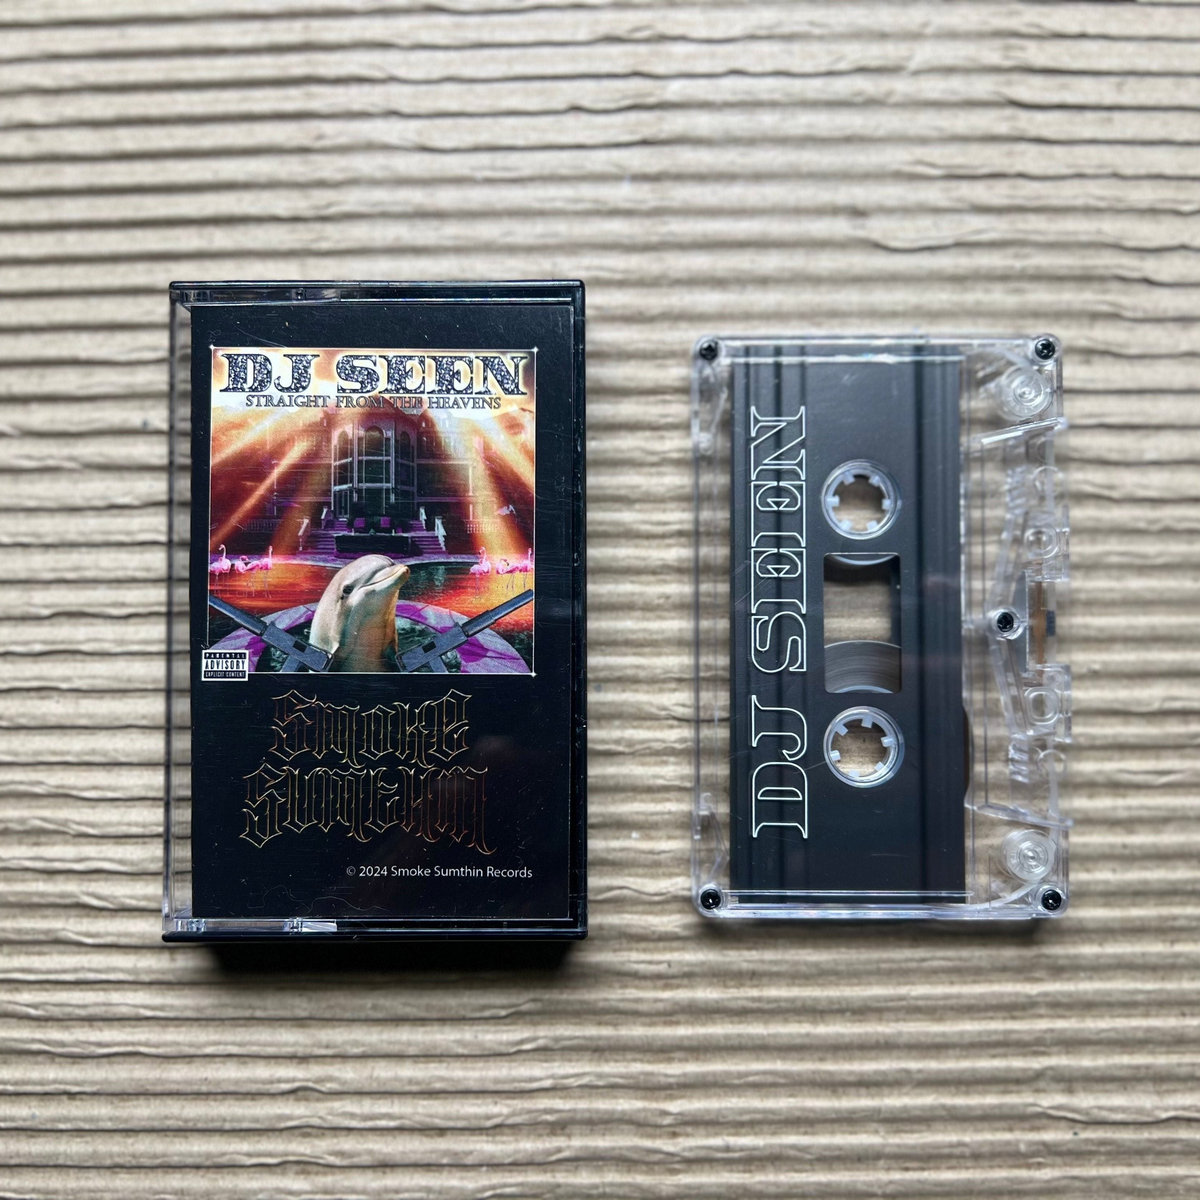 DJ SEEN
STRAIGHT FROM THE HEAVENS
PARENTAL
ADVISORY
EXPLICIT CONTENT
Smoke
Sumthin
© 2024 Smoke Sumthin Records
DJ SEEN